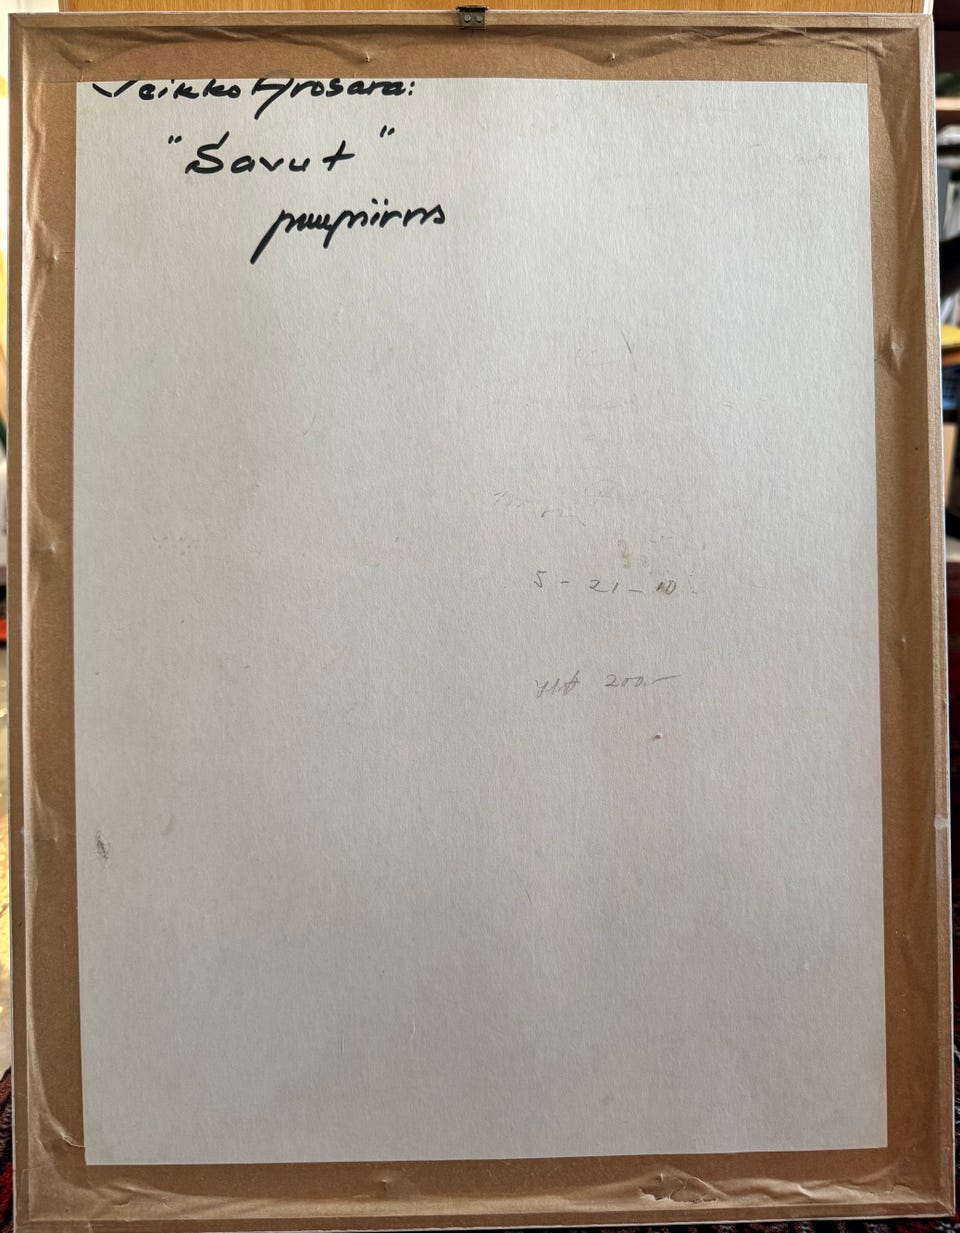 Veikko Arosara:
"Savut"
puupiirros
5 - 21 - 10
200.-